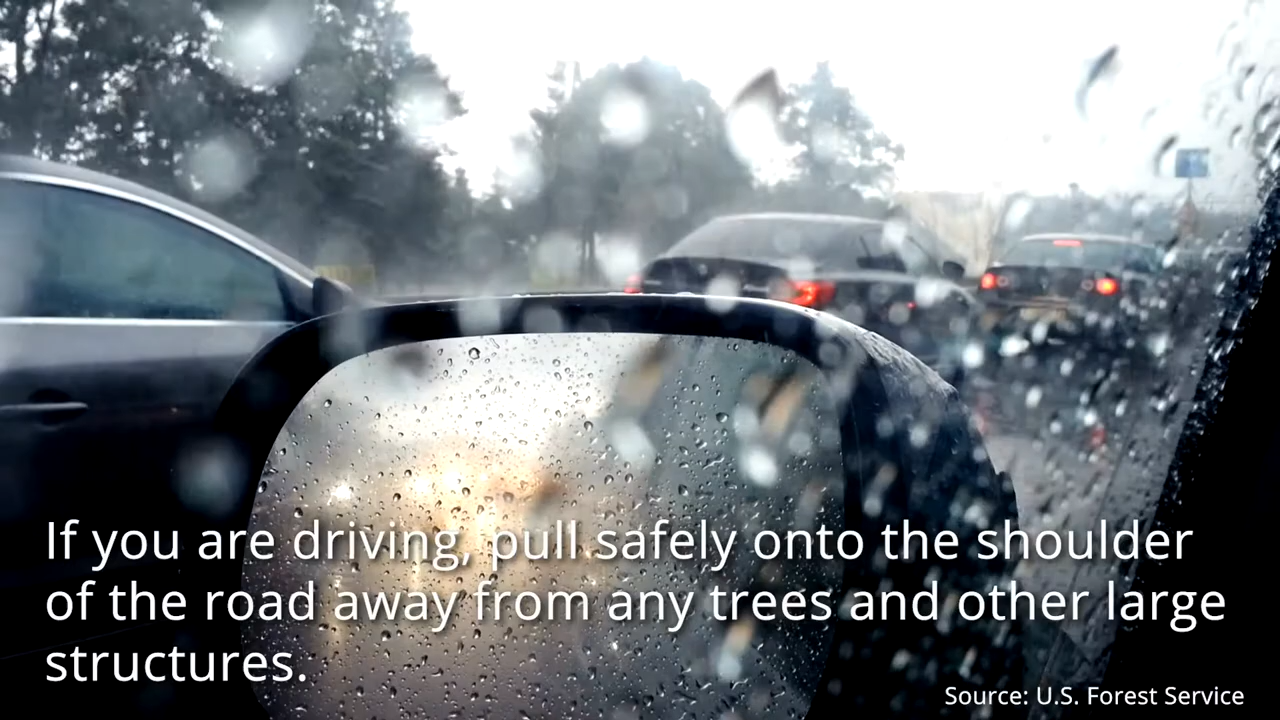 If you are driving, pull safely onto the shoulder
of the road away from any trees and other large
structures.
Source: U.S. Forest Service